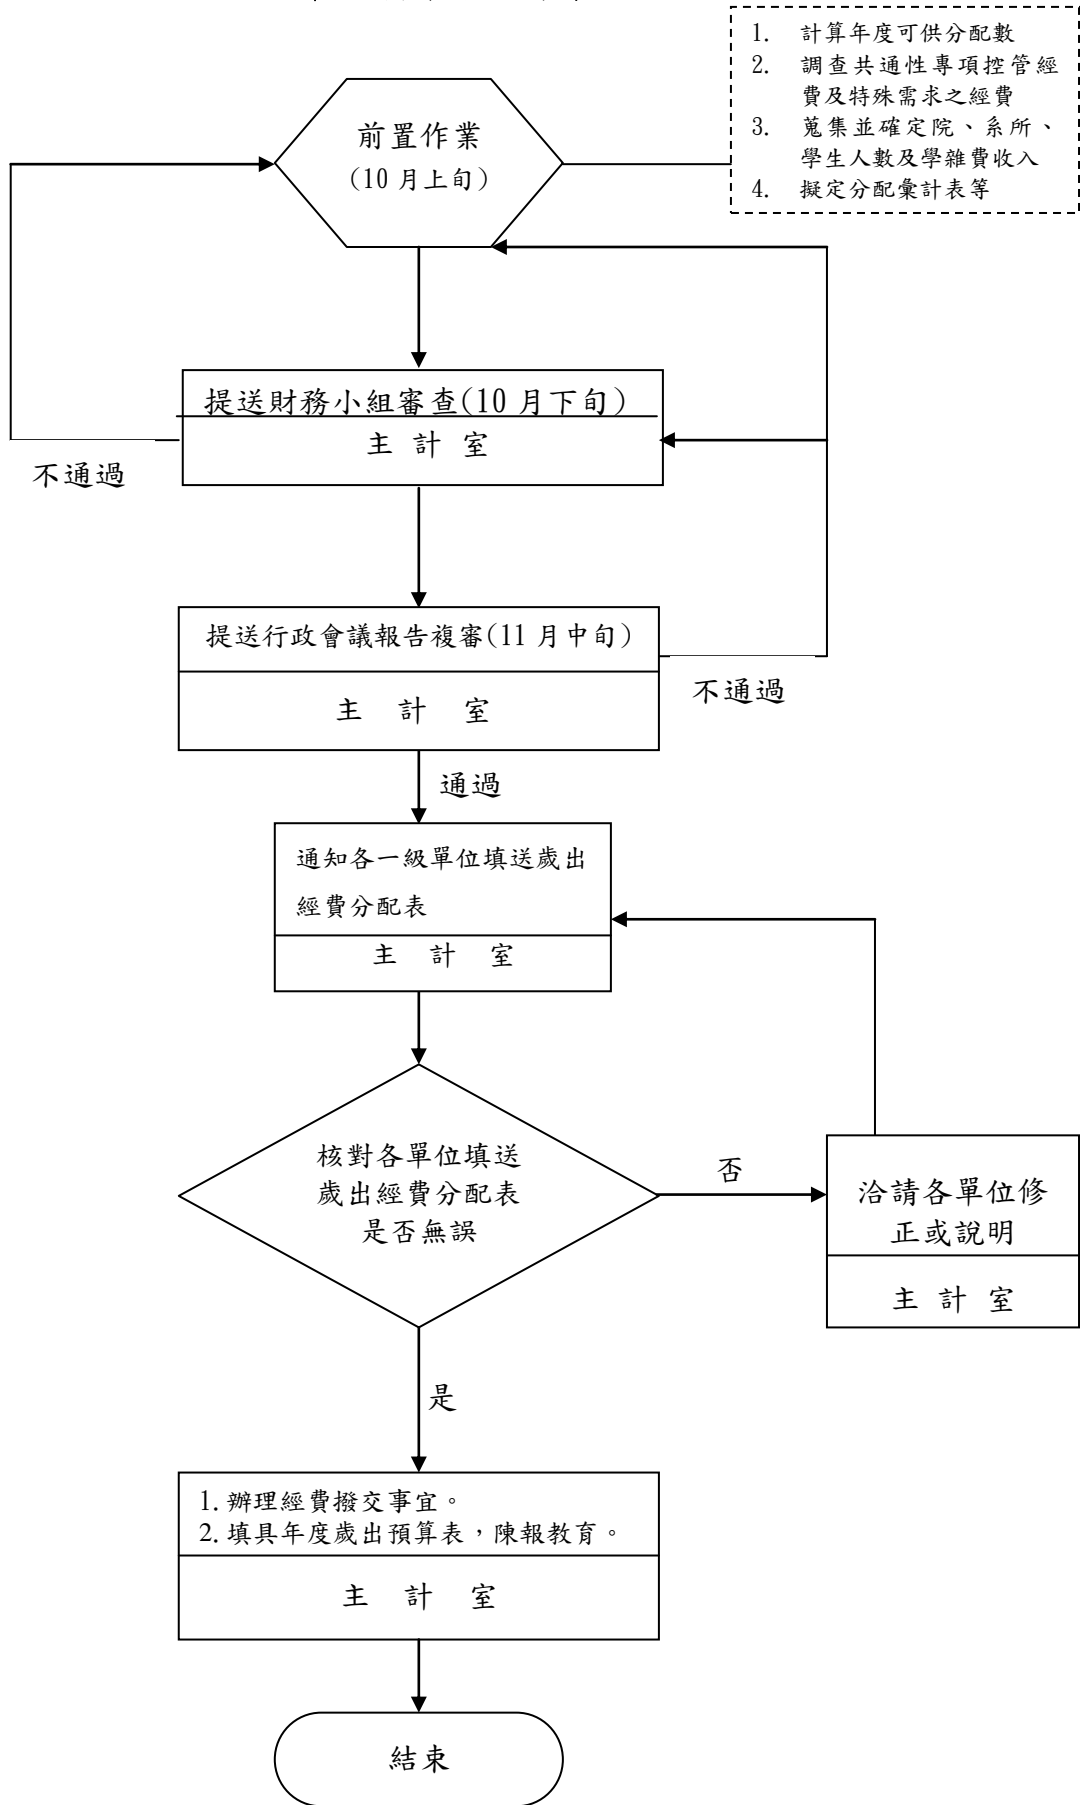 1. 計算年度可供分配數
2. 調查共通性專項控管經
費及特殊需求之經費
3. 蒐集並確定院、系所、
學生人數及學雜費收入
4. 擬定分配彙計表等
前置作業
(10 月上旬)
提送財務小組審查(10 月下旬)
主 計 室
不通過
提送行政會議報告複審(11 月中旬)
主 計 室
不通過
通過
通知各一級單位填送歲出
經費分配表
主 計 室
核對各單位填送
歲出經費分配表
是否無誤
否
洽請各單位修
正或說明
主 計 室
是
1.辦理經費撥交事宜。
2.填具年度歲出預算表，陳報教育。
主 計 室
結束